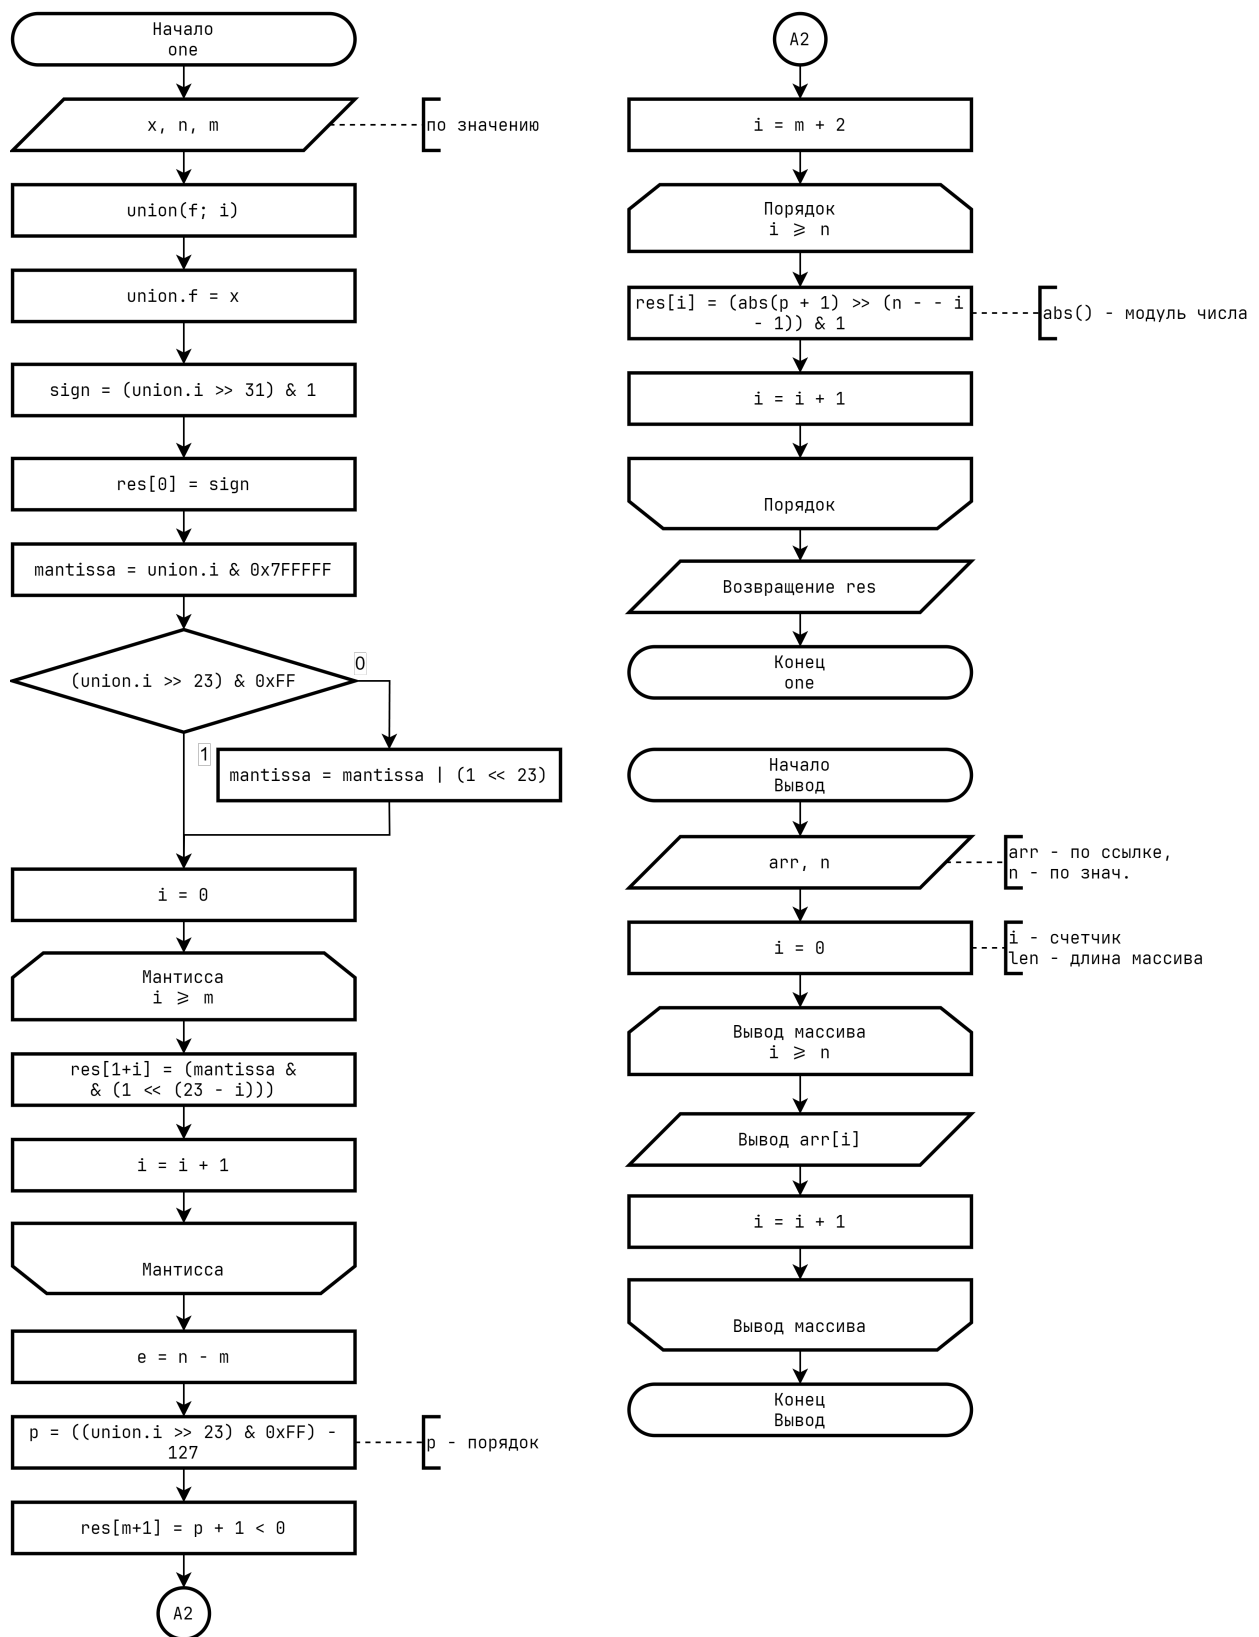 Начало
one
x, n, m
по значению
union(f; i)
union.f = x
sign = (union.i >> 31) & 1
res[0] = sign
mantissa = union.i & 0x7FFFFF
(union.i >> 23) & 0xFF
0
1
mantissa = mantissa | (1 << 23)
i = 0
Мантисса
i ⩾ m
res[1+i] = (mantissa &
& (1 << (23 - i)))
i = i + 1
Мантисса
e = n - m
p = ((union.i >> 23) & 0xFF) -
127
p - порядок
res[m+1] = p + 1 < 0
A2
A2
i = m + 2
Порядок
i ⩾ n
res[i] = (abs(p + 1) >> (n - - i
- 1)) & 1
abs() - модуль числа
i = i + 1
Порядок
Возвращение res
Конец
one
Начало
Вывод
arr, n
arr - по ссылке,
n - по знач.
i = 0
i - счетчик
len - длина массива
Вывод массива
i ⩾ n
Вывод arr[i]
i = i + 1
Вывод массива
Конец
Вывод